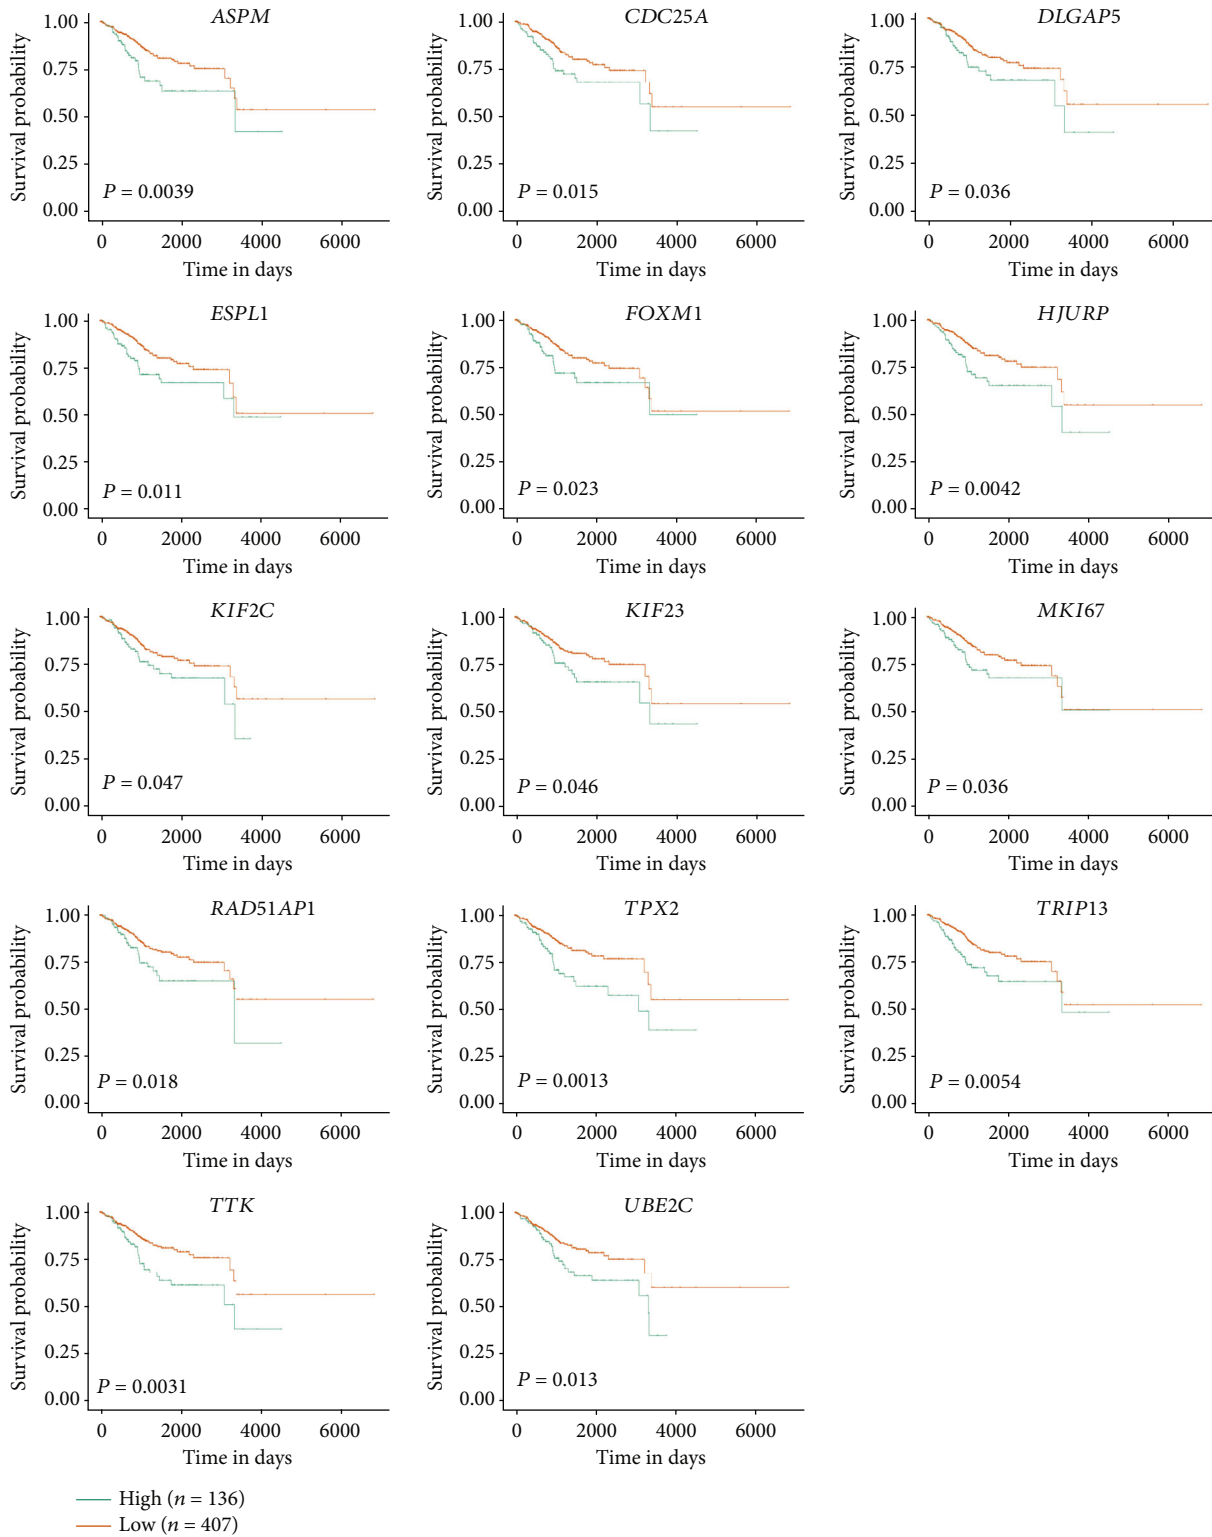 ASPM
Survival probability
1.00
0.75
0.50
0.25
0.00
P = 0.0039
0 2000 4000 6000
Time in days
CDC25A
Survival probability
1.00
0.75
0.50
0.25
0.00
P = 0.015
0 2000 4000 6000
Time in days
DLGAP5
Survival probability
1.00
0.75
0.50
0.25
0.00
P = 0.036
0 2000 4000 6000
Time in days
ESPL1
Survival probability
1.00
0.75
0.50
0.25
0.00
P = 0.011
0 2000 4000 6000
Time in days
FOXM1
Survival probability
1.00
0.75
0.50
0.25
0.00
P = 0.023
0 2000 4000 6000
Time in days
HJURP
Survival probability
1.00
0.75
0.50
0.25
0.00
P = 0.0042
0 2000 4000 6000
Time in days
KIF2C
Survival probability
1.00
0.75
0.50
0.25
0.00
P = 0.047
0 2000 4000 6000
Time in days
KIF23
Survival probability
1.00
0.75
0.50
0.25
0.00
P = 0.046
0 2000 4000 6000
Time in days
MKI67
Survival probability
1.00
0.75
0.50
0.25
0.00
P = 0.036
0 2000 4000 6000
Time in days
RAD51AP1
Survival probability
1.00
0.75
0.50
0.25
0.00
P = 0.018
0 2000 4000 6000
Time in days
TPX2
Survival probability
1.00
0.75
0.50
0.25
0.00
P = 0.0013
0 2000 4000 6000
Time in days
TRIP13
Survival probability
1.00
0.75
0.50
0.25
0.00
P = 0.0054
0 2000 4000 6000
Time in days
TTK
Survival probability
1.00
0.75
0.50
0.25
0.00
P = 0.0031
0 2000 4000 6000
Time in days
UBE2C
Survival probability
1.00
0.75
0.50
0.25
0.00
P = 0.013
0 2000 4000 6000
Time in days
High (n = 136)
Low (n = 407)